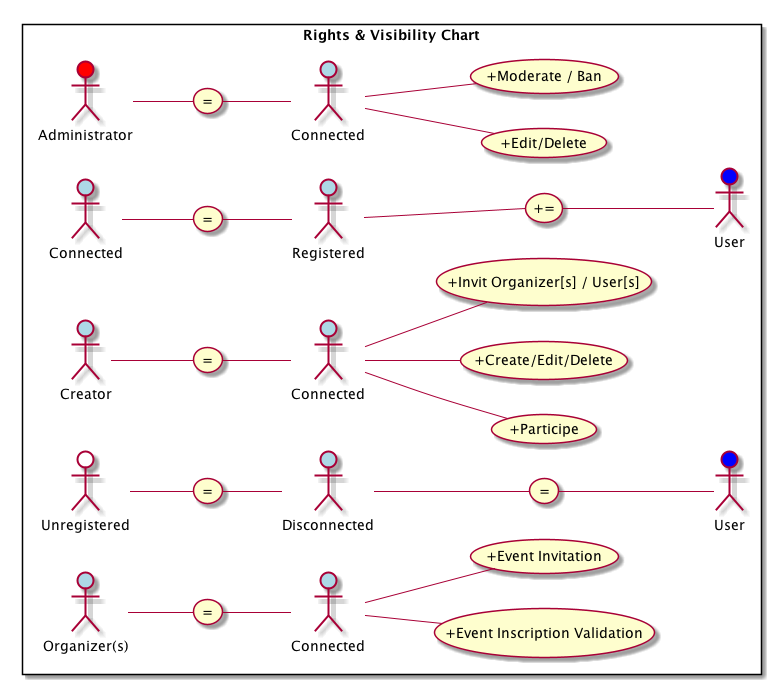 Rights & Visibility Chart
+Moderate / Ban
=
Administrator
Connected
+Edit/Delete
=
+=
Connected
Registered
User
+Invit Organizer[s] / User[s]
=
+Create/Edit/Delete
Creator
Connected
+Participe
=
=
Unregistered
Disconnected
User
+Event Invitation
=
Organizer(s)
Connected
+Event Inscription Validation